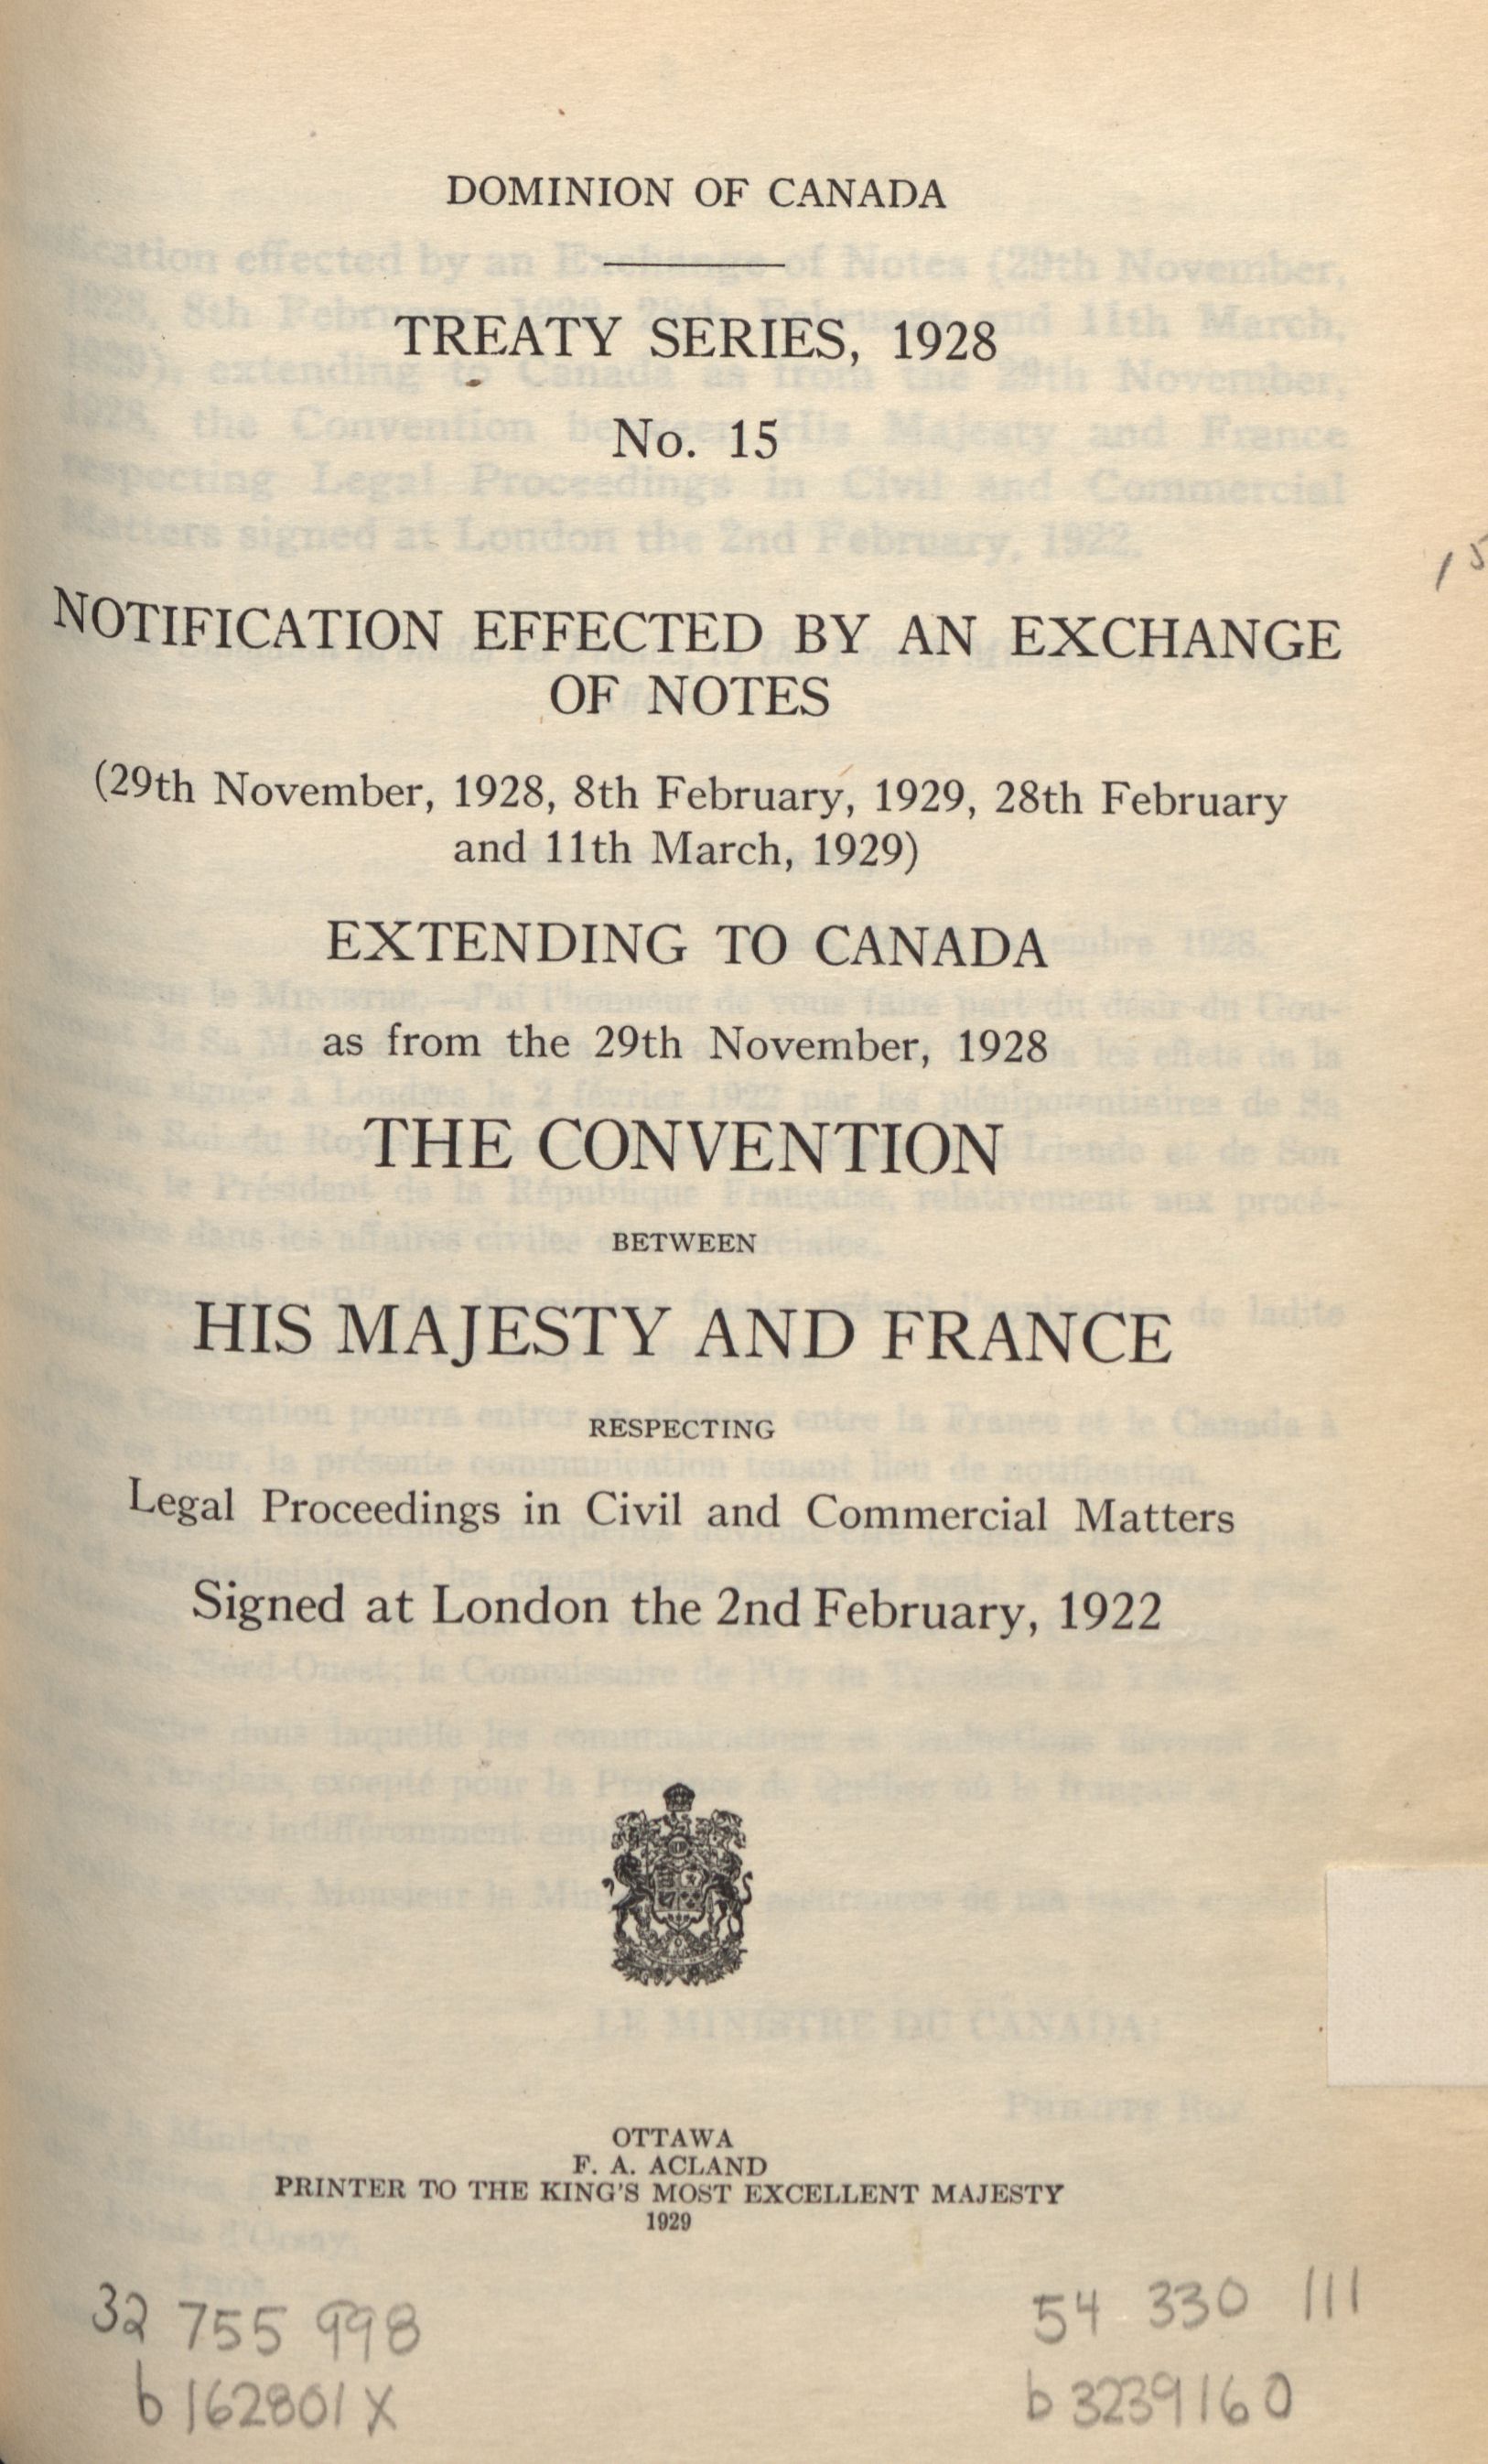 DOMINION OF CANADA
TREATY SERIES, 1928
No. 15
15
NOTIFICATION EFFECTED BY AN EXCHANGE
OF NOTES
(29th November, 1928, 8th February, 1929, 28th February
and 11th March, 1929)
EXTENDING TO CANADA
as from the 29th November, 1928
THE CONVENTION
BETWEEN
HIS MAJESTY AND FRANCE
RESPECTING
Legal Proceedings in Civil and Commercial Matters
Signed at London the 2nd February, 1922
OTTAWA
F. A. ACLAND
PRINTER TO THE KING'S MOST EXCELLENT MAJESTY
1929
32 755 998
54 330 111
b 162801 X
b 3239160